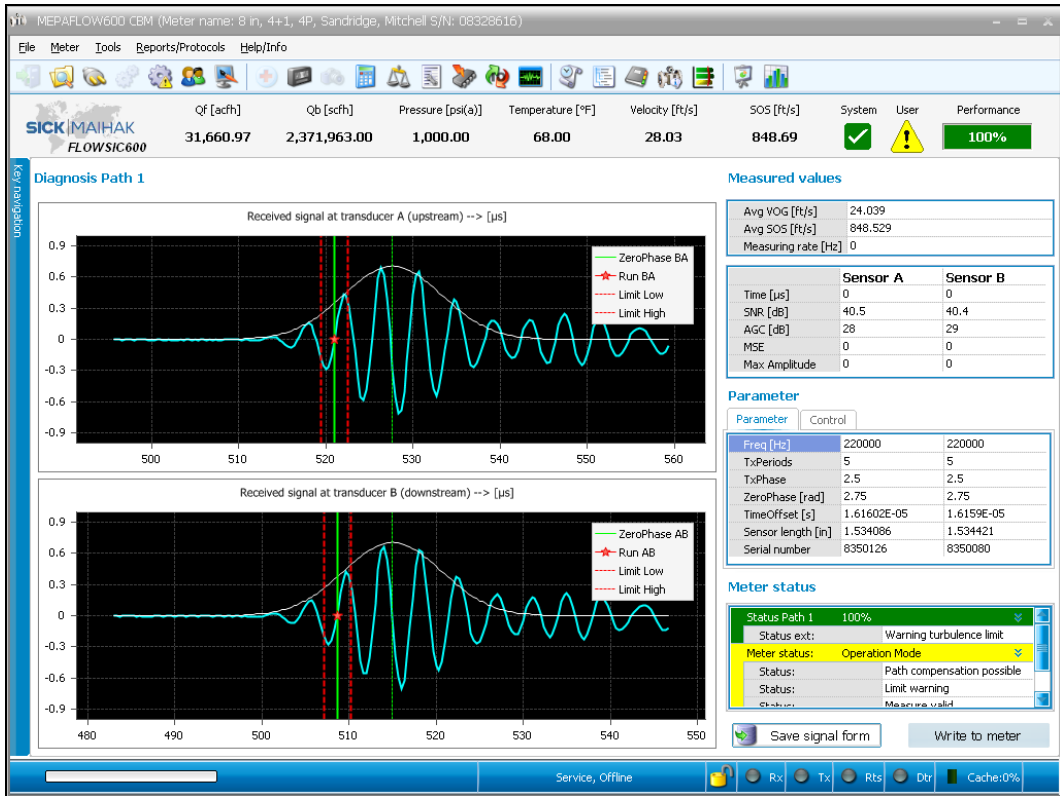 MEPAFLOW600 CBM (Meter name: 8 in, 4+1, 4P, Sandridge, Mitchell S/N: 08328616)
File Meter Tools Reports/Protocols Help/Info
SICK MAIHAK
FLOWSIC600
Qf [acfh] Qb [scfh] Pressure [psi(a)] Temperature [°F] Velocity [ft/s] SOS [ft/s] System User Performance
31,660.97 2,371,963.00 1,000.00 68.00 28.03 848.69 100%
Key navigation
Diagnosis Path 1
Received signal at transducer A (upstream) --> [µs]
0.9
0.6
0.3
0
-0.3
-0.6
-0.9
ZeroPhase BA
Run BA
Limit Low
Limit High
500 510 520 530 540 550 560
Received signal at transducer B (downstream) --> [µs]
0.9
0.6
0.3
0
-0.3
-0.6
-0.9
ZeroPhase AB
Run AB
Limit Low
Limit High
480 490 500 510 520 530 540 550
Measured values
Avg VOG [ft/s] 24.039
Avg SOS [ft/s] 848.529
Measuring rate [Hz] 0
Sensor A Sensor B
Time [µs] 0 0
SNR [dB] 40.5 40.4
AGC [dB] 28 29
MSE 0 0
Max Amplitude 0 0
Parameter
Parameter Control
Freq [Hz] 220000 220000
TxPeriods 5 5
TxPhase 2.5 2.5
ZeroPhase [rad] 2.75 2.75
TimeOffset [s] 1.61602E-05 1.6159E-05
Sensor length [in] 1.534086 1.534421
Serial number 8350126 8350080
Meter status
Status Path 1 100%
Status ext: Warning turbulence limit
Meter status: Operation Mode
Status: Path compensation possible
Status: Limit warning
Status: Measure valid
Save signal form Write to meter
Service, Offline Rx Tx Rts Dtr Cache:0%